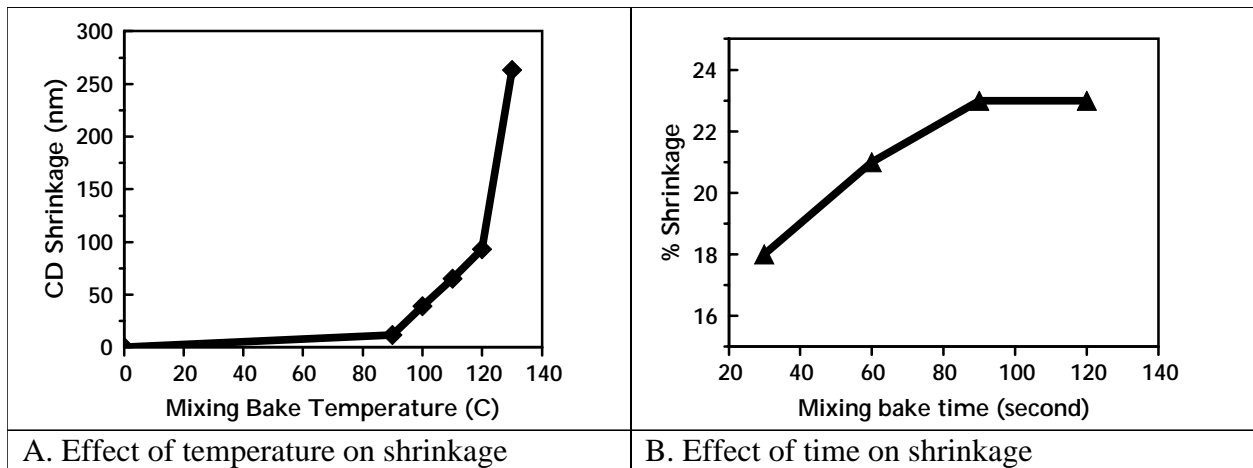 300
250
200
150
100
50
0
CD Shrinkage (nm)
0 20 40 60 80 100 120 140
Mixing Bake Temperature (C)
A. Effect of temperature on shrinkage
24
22
20
18
16
% Shrinkage
20 40 60 80 100 120 140
Mixing bake time (second)
B. Effect of time on shrinkage